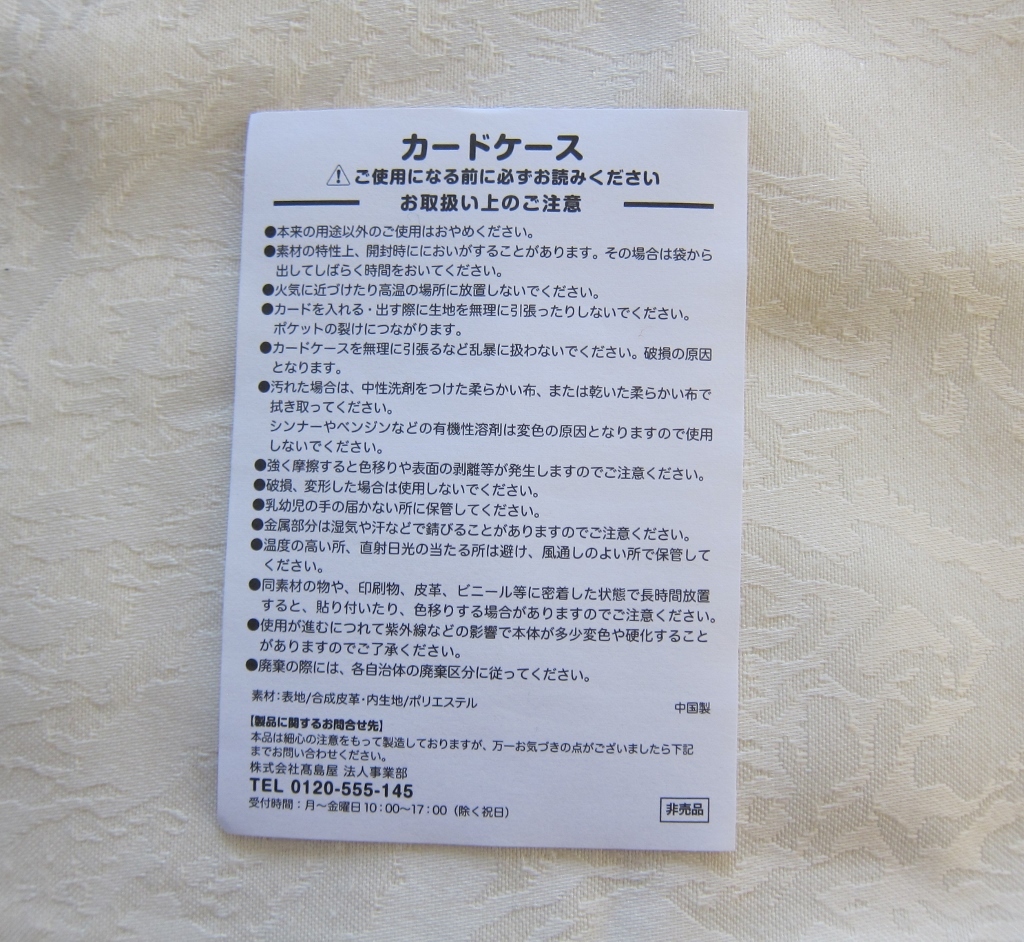 カードケース
⚠ご使用になる前に必ずお読みください
お取扱い上のご注意
●本来の用途以外のご使用はおやめください。
●素材の特性上、開封時ににおいがすることがあります。その場合は袋から
出してしばらく時間をおいてください。
●火気に近づけたり高温の場所に放置しないでください。
●カードを入れる・出す際に生地を無理に引張ったりしないでください。
ポケットの裂けにつながります。
●カードケースを無理に引張るなど乱暴に扱わないでください。破損の原因
となります。
●汚れた場合は、中性洗剤をつけた柔らかい布、または乾いた柔らかい布で
拭き取ってください。
シンナーやベンジンなどの有機性溶剤は変色の原因となりますので使用
しないでください。
●強く摩擦すると色移りや表面の剥離等が発生しますのでご注意ください。
●破損、変形した場合は使用しないでください。
●乳幼児の手の届かない所に保管してください。
●金属部分は湿気や汗などで錆びることがありますのでご注意ください。
●温度の高い所、直射日光の当たる所は避け、風通しのよい所で保管して
ください。
●同素材の物や、印刷物、皮革、ビニール等に密着した状態で長時間放置
すると、貼り付いたり、色移りする場合がありますのでご注意ください。
●使用が進むにつれて紫外線などの影響で本体が多少変色や硬化すること
がありますのでご了承ください。
●廃棄の際には、各自治体の廃棄区分に従ってください。
素材：表地/合成皮革・内生地/ポリエステル
中国製
【製品に関するお問合せ先】
本品は細心の注意をもって製造しておりますが、万一お気づきの点がございましたら下記
までお問い合わせください。
株式会社髙島屋 法人事業部
TEL 0120-555-145
受付時間：月～金曜日10：00～17：00（除く祝日）
非売品